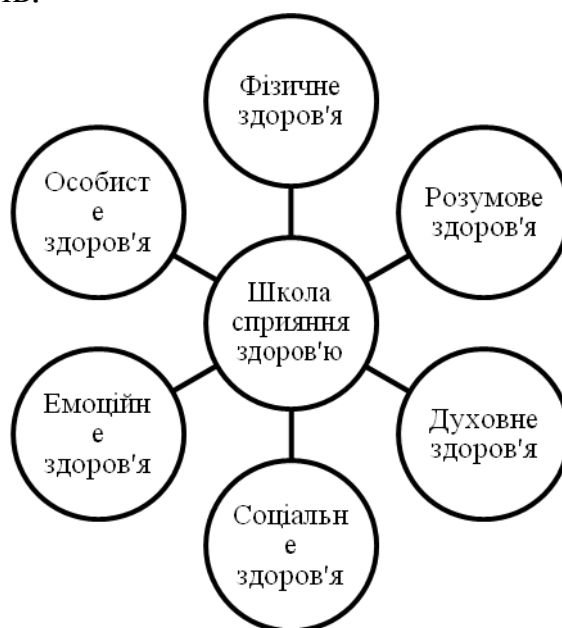 Фізичне
здоров'я
Особист
е
здоров'я
Розумове
здоров'я
Школа
сприяння
здоров'ю
Емоційн
е
здоров'я
Духовне
здоров'я
Соціальн
е
здоров'я